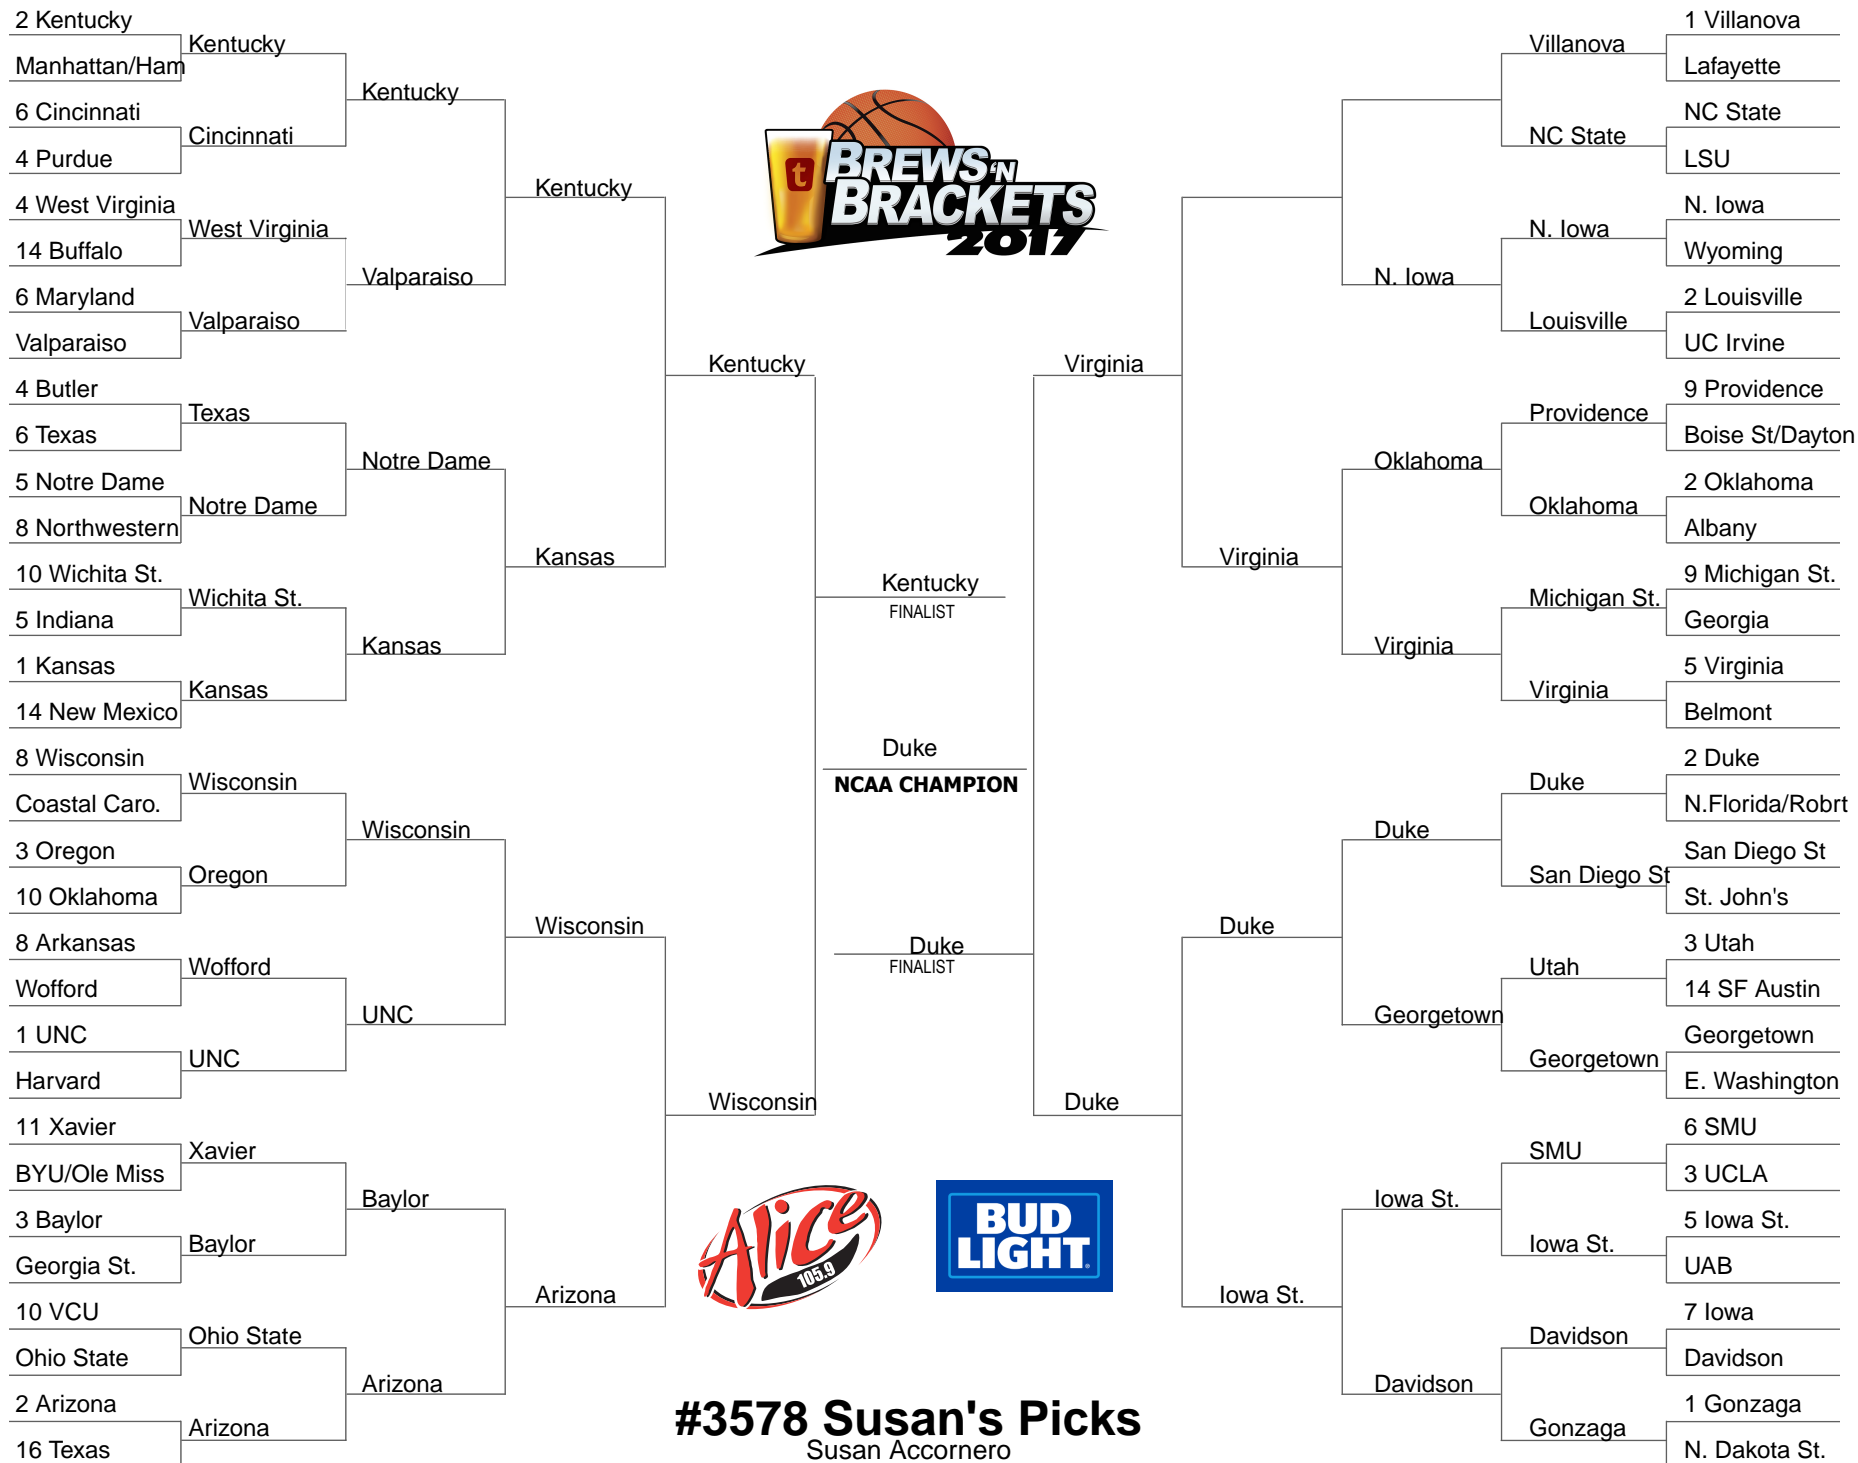 2 Kentucky
Manhattan/Ham
6 Cincinnati
4 Purdue
4 West Virginia
14 Buffalo
6 Maryland
Valparaiso
4 Butler
6 Texas
5 Notre Dame
8 Northwestern
10 Wichita St.
5 Indiana
1 Kansas
14 New Mexico
8 Wisconsin
Coastal Caro.
3 Oregon
10 Oklahoma
8 Arkansas
Wofford
1 UNC
Harvard
11 Xavier
BYU/Ole Miss
3 Baylor
Georgia St.
10 VCU
Ohio State
2 Arizona
16 Texas
Kentucky
Cincinnati
West Virginia
Valparaiso
Texas
Notre Dame
Wichita St.
Kansas
Wisconsin
Oregon
Wofford
UNC
Xavier
Baylor
Ohio State
Arizona
Kentucky
Valparaiso
Notre Dame
Kansas
Wisconsin
UNC
Baylor
Arizona
Kentucky
Kansas
Wisconsin
Arizona
Kentucky
Wisconsin
t
BREWS 'N
BRACKETS
2017
Kentucky
FINALIST
Duke
NCAA CHAMPION
Duke
FINALIST
Alice
105.9
BUD
LIGHT.
#3578 Susan's Picks
Susan Accornero
Virginia
Duke
Virginia
Duke
Iowa St.
N. Iowa
Oklahoma
Virginia
Duke
Georgetown
Iowa St.
Davidson
Villanova
NC State
N. Iowa
Louisville
Providence
Oklahoma
Michigan St.
Virginia
Duke
San Diego St
Utah
Georgetown
SMU
Iowa St.
Davidson
Gonzaga
1 Villanova
Lafayette
NC State
LSU
N. Iowa
Wyoming
2 Louisville
UC Irvine
9 Providence
Boise St/Dayton
2 Oklahoma
Albany
9 Michigan St.
Georgia
5 Virginia
Belmont
2 Duke
N.Florida/Robrt
San Diego St
St. John's
3 Utah
14 SF Austin
Georgetown
E. Washington
6 SMU
3 UCLA
5 Iowa St.
UAB
7 Iowa
Davidson
1 Gonzaga
N. Dakota St.